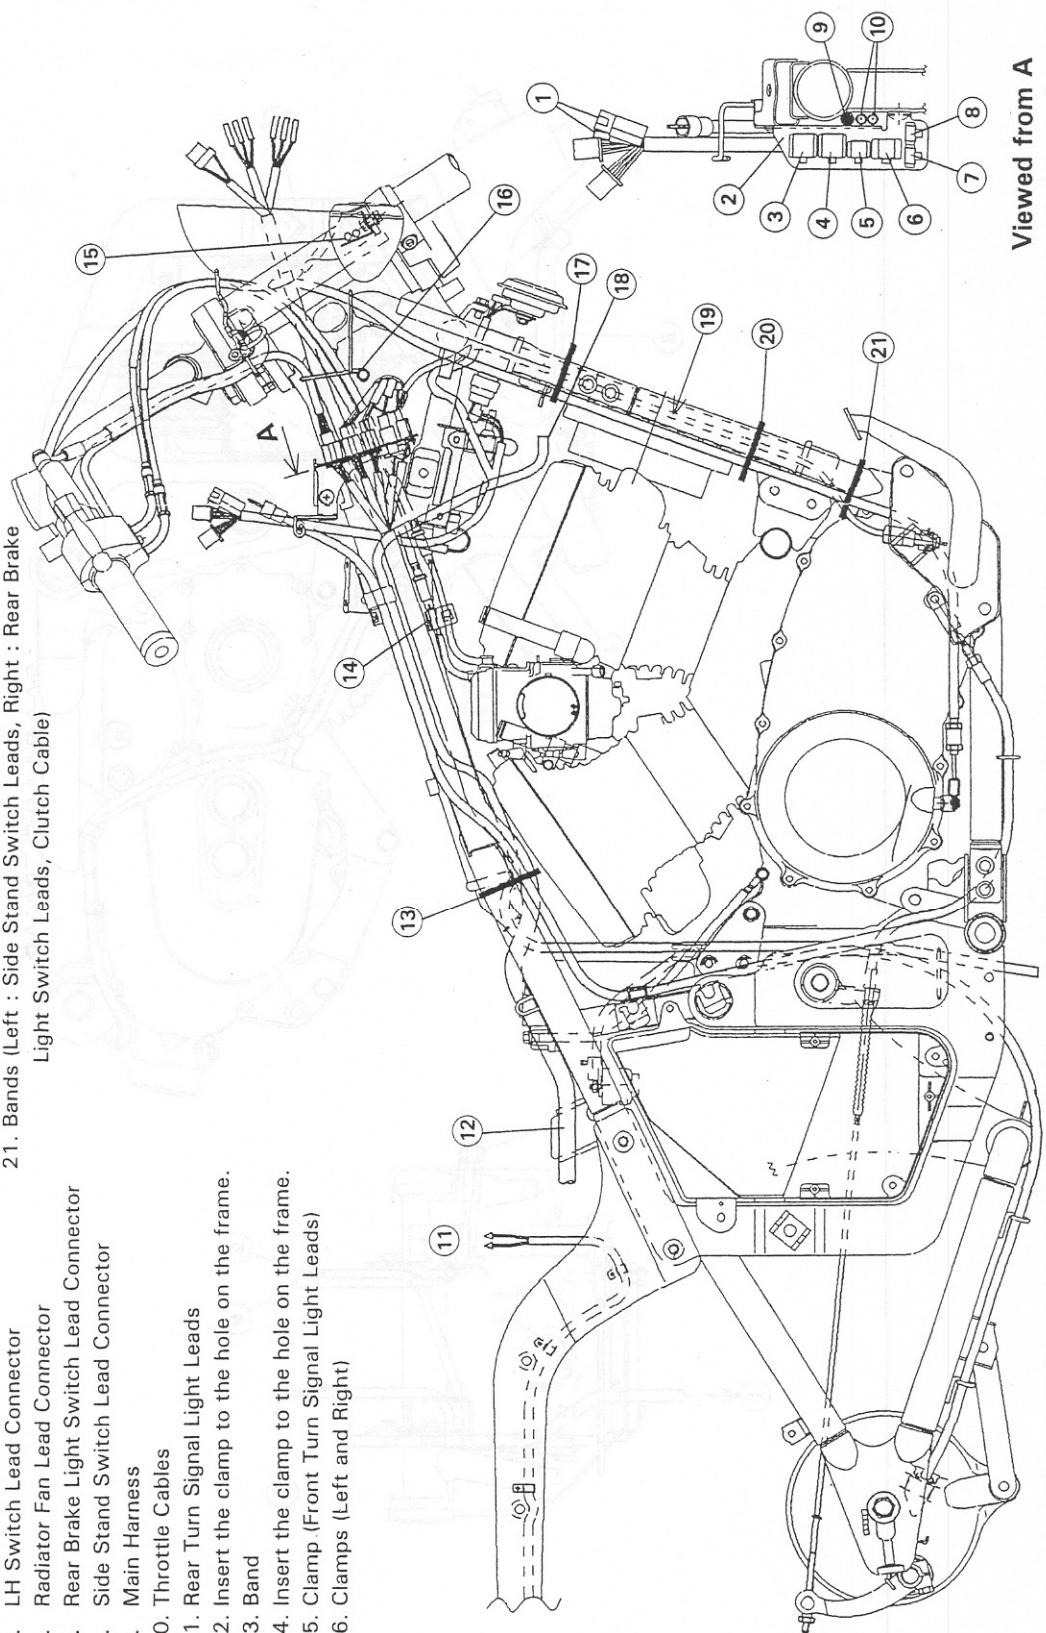 . LH Switch Lead Connector
. Radiator Fan Lead Connector
. Rear Brake Light Switch Lead Connector
. Side Stand Switch Lead Connector
. Main Harness
0. Throttle Cables
1. Rear Turn Signal Light Leads
2. Insert the clamp to the hole on the frame.
3. Band
4. Insert the clamp to the hole on the frame.
5. Clamp (Front Turn Signal Light Leads)
6. Clamps (Left and Right)
21. Bands (Left : Side Stand Switch Leads, Right : Rear Brake
Light Switch Leads, Clutch Cable)
11
12
13
14
15
16
17
18
19
20
21
A
1
2
3
4
5
6
7
8
9
10
Viewed from A